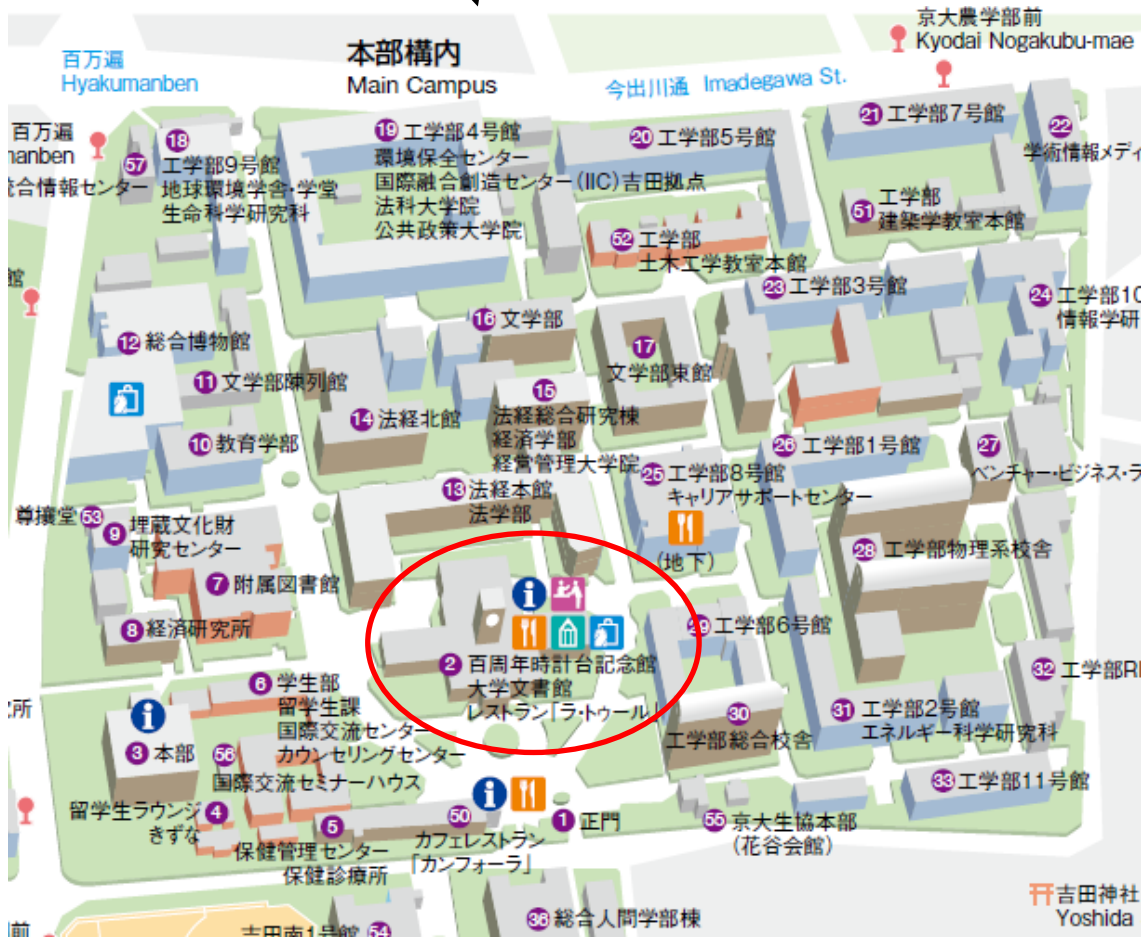 京大農学部前
Kyodai Nogakubu-mae
百万遍
Hyakumanben
本部構内
Main Campus
今出川通 Imadegawa St.
百万遍
manben
57
合情報センター
18
工学部9号館
地球環境学舎・学堂
生命科学研究科
19 工学部4号館
環境保全センター
国際融合創造センター(IIC)吉田拠点
法科大学院
公共政策大学院
20 工学部5号館
21 工学部7号館
22
学術情報メディ
51 工学部
建築学教室本館
52 工学部
土木工学教室本館
23 工学部3号館
24 工学部10
情報学研
館
12 総合博物館
16 文学部
17
文学部東館
11 文学部陳列館
15
法経総合研究棟
経済学部
経営管理大学院
14 法経北館
10 教育学部
26 工学部1号館
27
ベンチャー・ビジネス・ラ
25 工学部8号館
キャリアサポートセンター
(地下)
13 法経本館
法学部
尊攘堂 53
9 埋蔵文化財
研究センター
28 工学部物理系校舎
7 附属図書館
8 経済研究所
29 工学部6号館
2 百周年時計台記念館
大学文書館
レストラン「ラ・トゥール」
32 工学部RI
6 学生部
留学生課
国際交流センター
カウンセリングセンター
所
30
工学部総合校舎
31 工学部2号館
エネルギー科学研究科
3 本部
56
国際交流セミナーハウス
33 工学部11号館
留学生ラウンジ 4
きずな
5
保健管理センター
保健診療所
50
カフェレストラン
「カンフォーラ」
1 正門
55 京大生協本部
(花谷会館)
吉田神社
Yoshida
36 総合人間学部棟
吉田南1号館 54
前